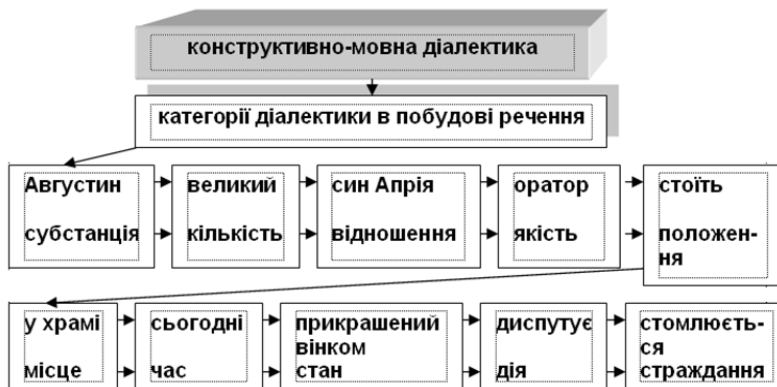 конструктивно-мовна діалектика
категорії діалектики в побудові речення
Августин
субстанція
великий
кількість
син Апрія
відношення
оратор
якість
стоїть
положен-
ня
у храмі
місце
сьогодні
час
прикрашений
вінком
стан
диспутує
дія
стомлюєть-
ся
страждання